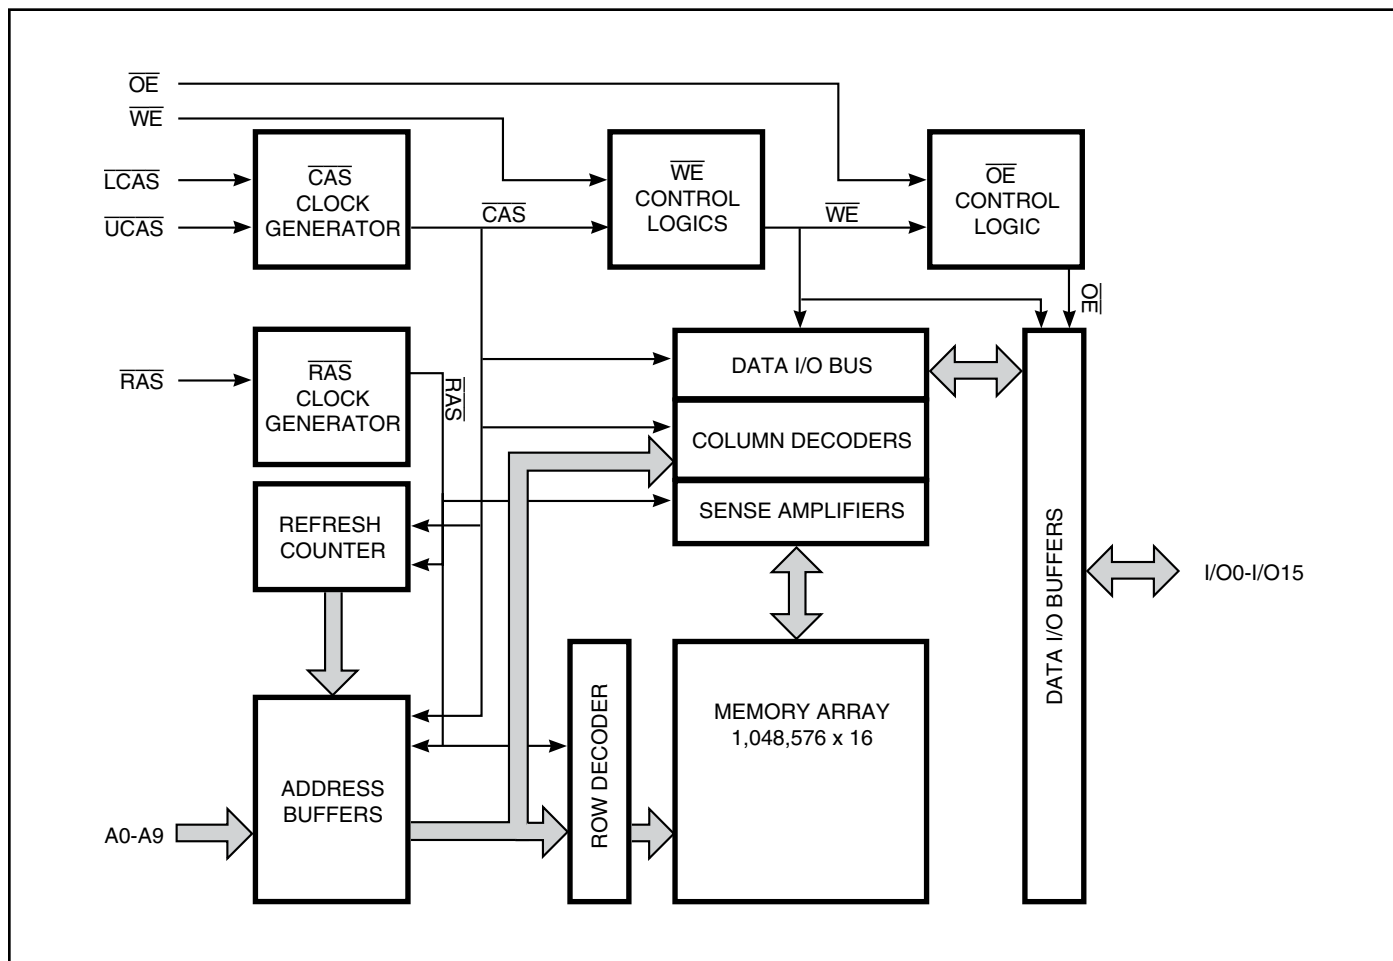 OE
WE
LCAS
UCAS
CAS
CLOCK
GENERATOR
CAS
WE
CONTROL
LOGICS
WE
OE
CONTROL
LOGIC
OE
RAS
RAS
CLOCK
GENERATOR
RAS
DATA I/O BUS
COLUMN DECODERS
SENSE AMPLIFIERS
REFRESH
COUNTER
DATA I/O BUFFERS
I/O0-I/O15
MEMORY ARRAY
1,048,576 x 16
ROW DECODER
ADDRESS
BUFFERS
A0-A9